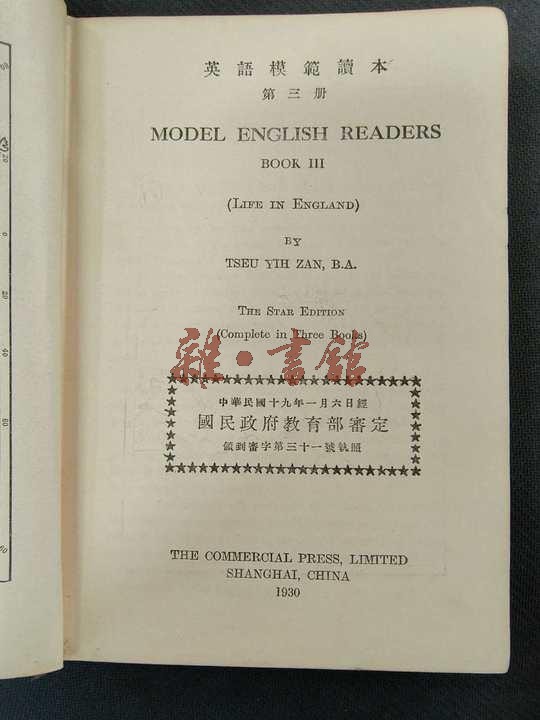 英語模範讀本
第三册
MODEL ENGLISH READERS
BOOK III
(LIFE IN ENGLAND)
BY
TSEU YIH ZAN, B.A.
THE STAR EDITION
(Complete in Three Books)
雜·書館
中華民國十九年一月六日經
國民政府教育部審定
領到審字第三十一號執照
THE COMMERCIAL PRESS, LIMITED
SHANGHAI, CHINA
1930